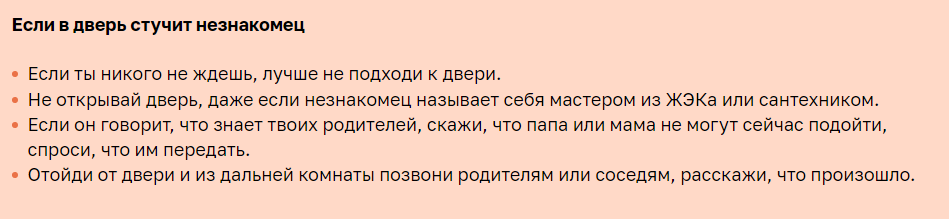 Если в дверь стучит незнакомец
Если ты никого не ждешь, лучше не подходи к двери.
Не открывай дверь, даже если незнакомец называет себя мастером из ЖЭКа или сантехником.
Если он говорит, что знает твоих родителей, скажи, что папа или мама не могут сейчас подойти,
спроси, что им передать.
Отойди от двери и из дальней комнаты позвони родителям или соседям, расскажи, что произошло.